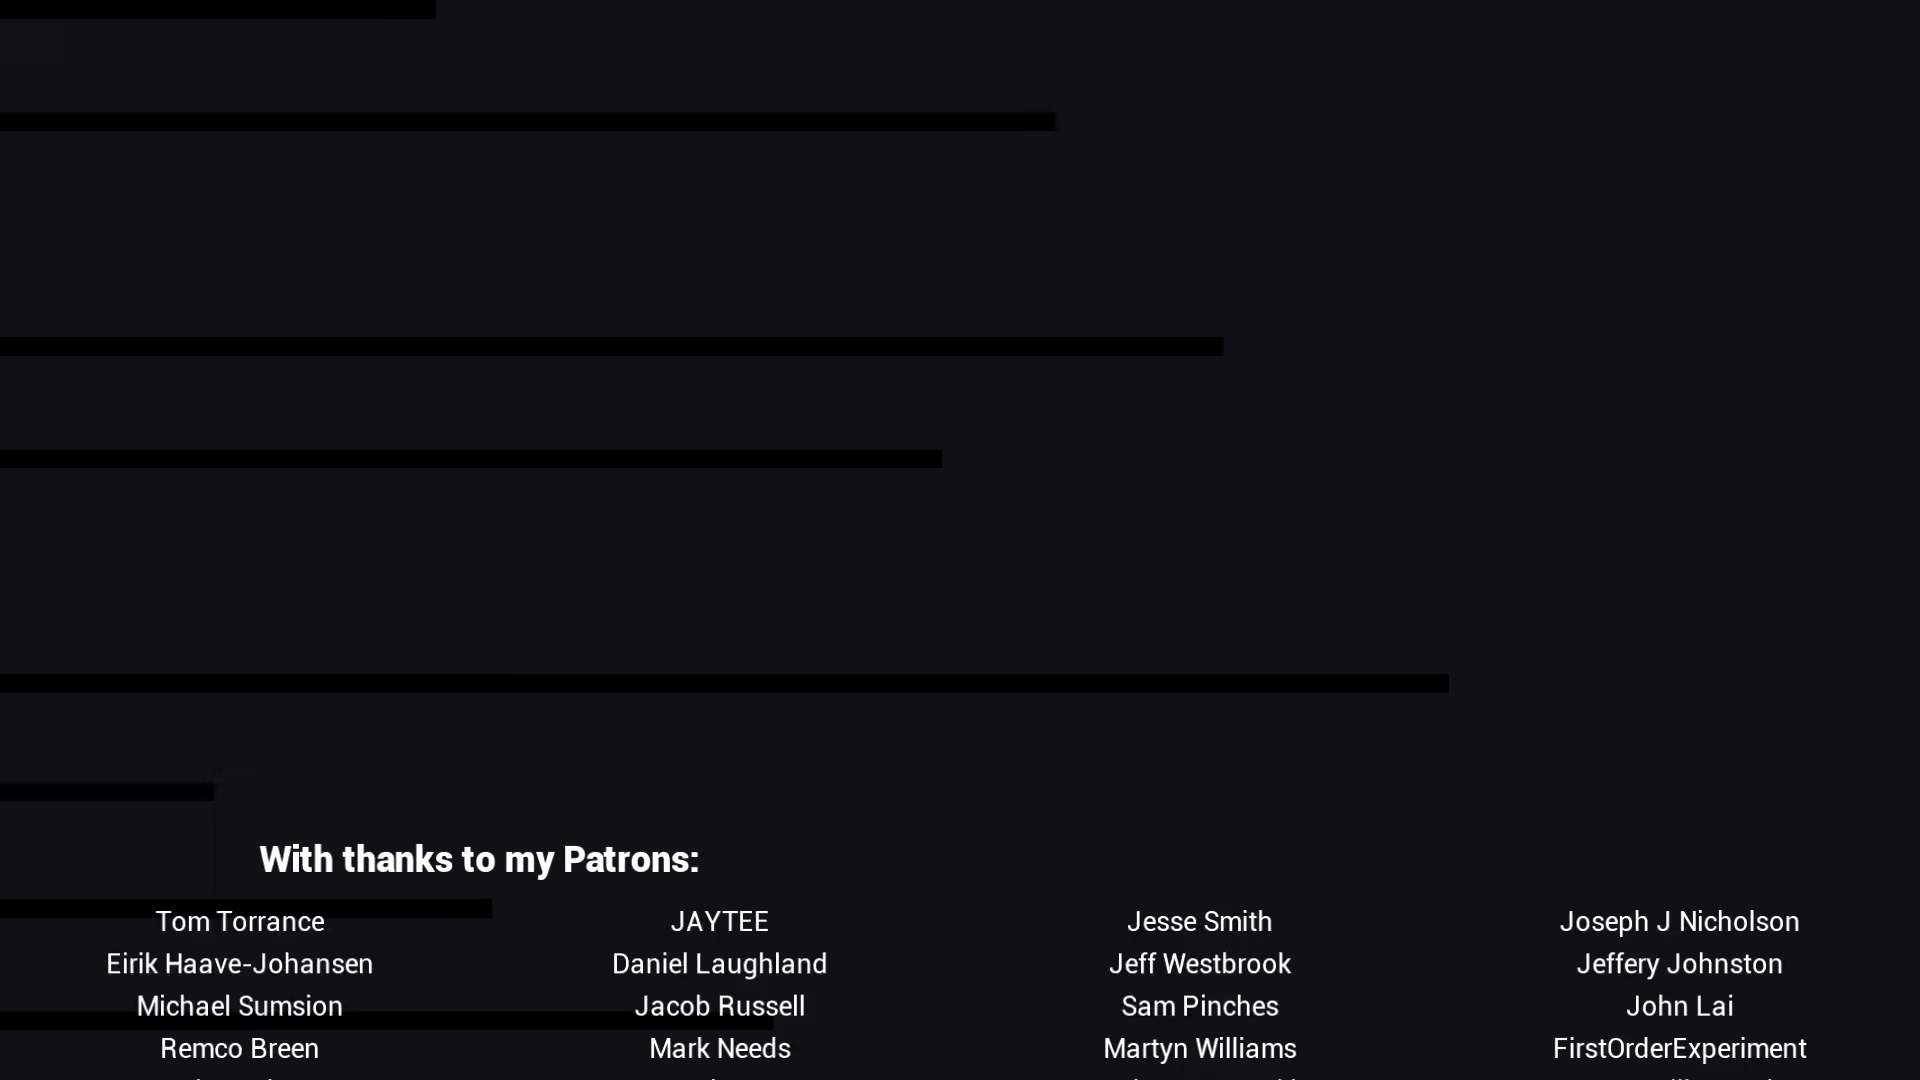 With thanks to my Patrons:
Tom Torrance JAYTEE Jesse Smith Joseph J Nicholson
Eirik Haave-Johansen Daniel Laughland Jeff Westbrook Jeffery Johnston
Michael Sumsion Jacob Russell Sam Pinches John Lai
Remco Breen Mark Needs Martyn Williams FirstOrderExperiment